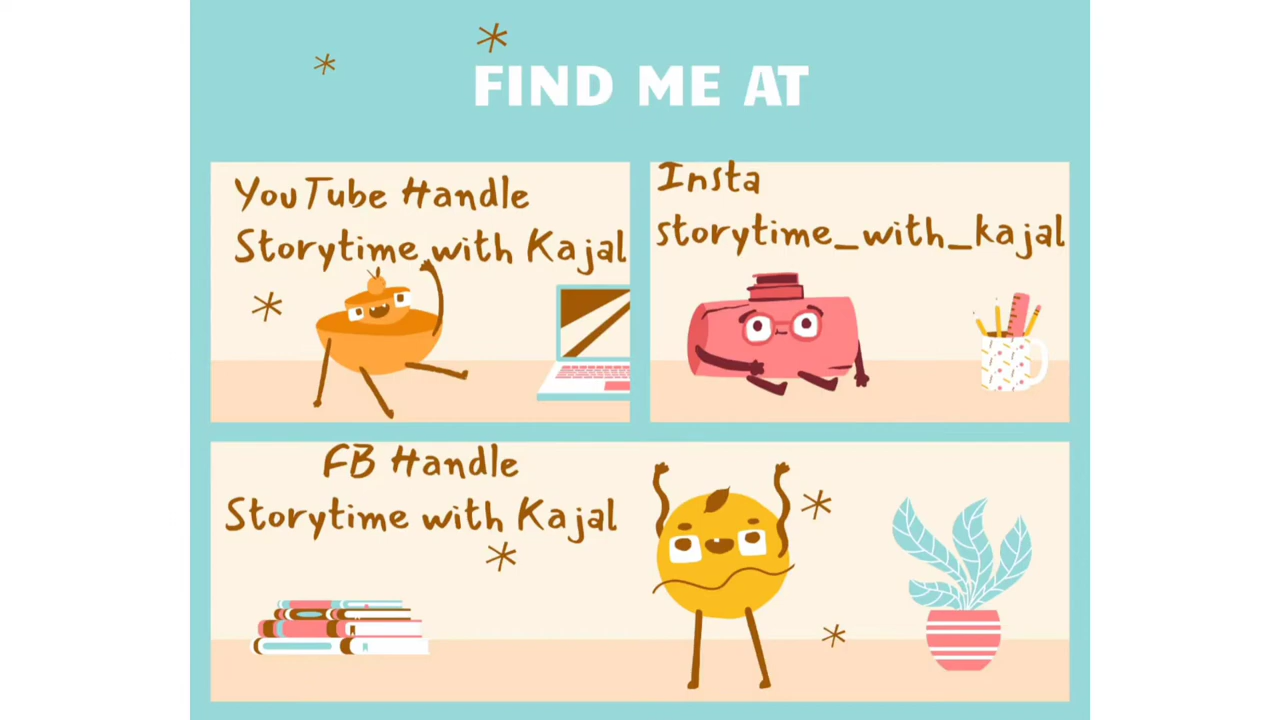 FIND ME AT
YouTube Handle
Storytime with Kajal
Insta
storytime_with_kajal
FB Handle
Storytime with Kajal